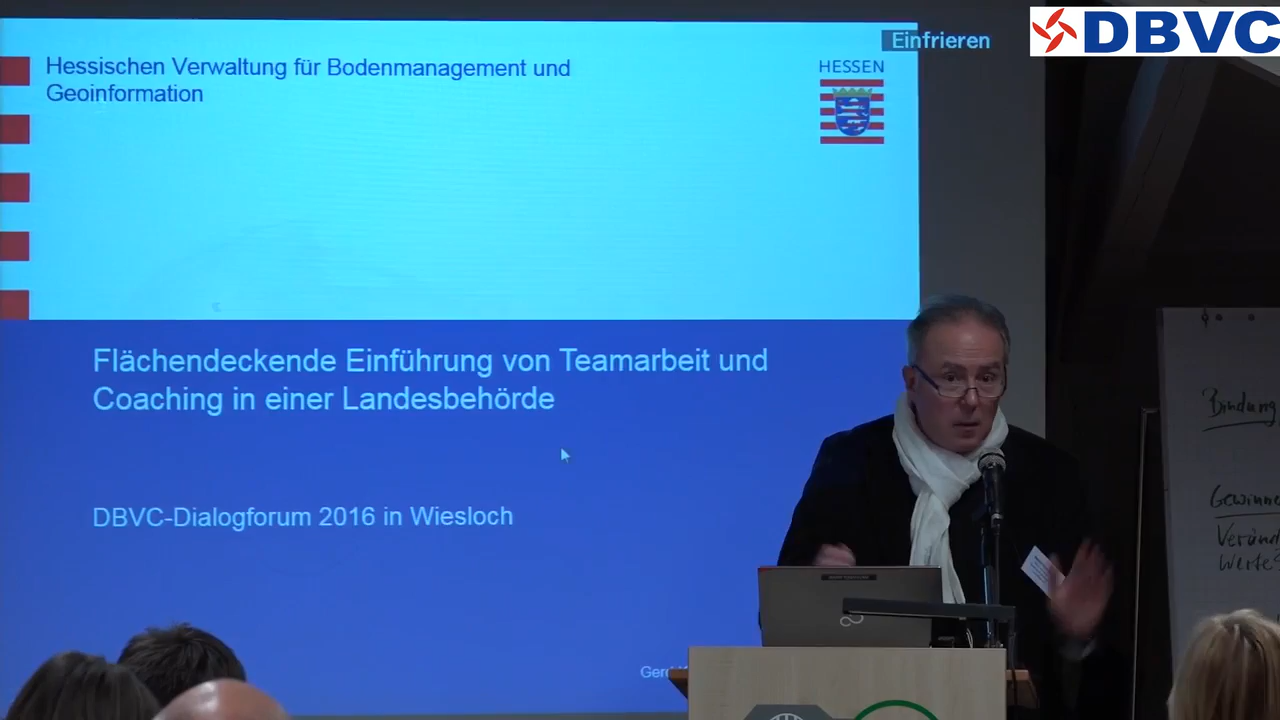 DBVC
Einfrieren
Hessischen Verwaltung für Bodenmanagement und
Geoinformation
HESSEN
Flächendeckende Einführung von Teamarbeit und
Coaching in einer Landesbehörde
DBVC-Dialogforum 2016 in Wiesloch
Bindung